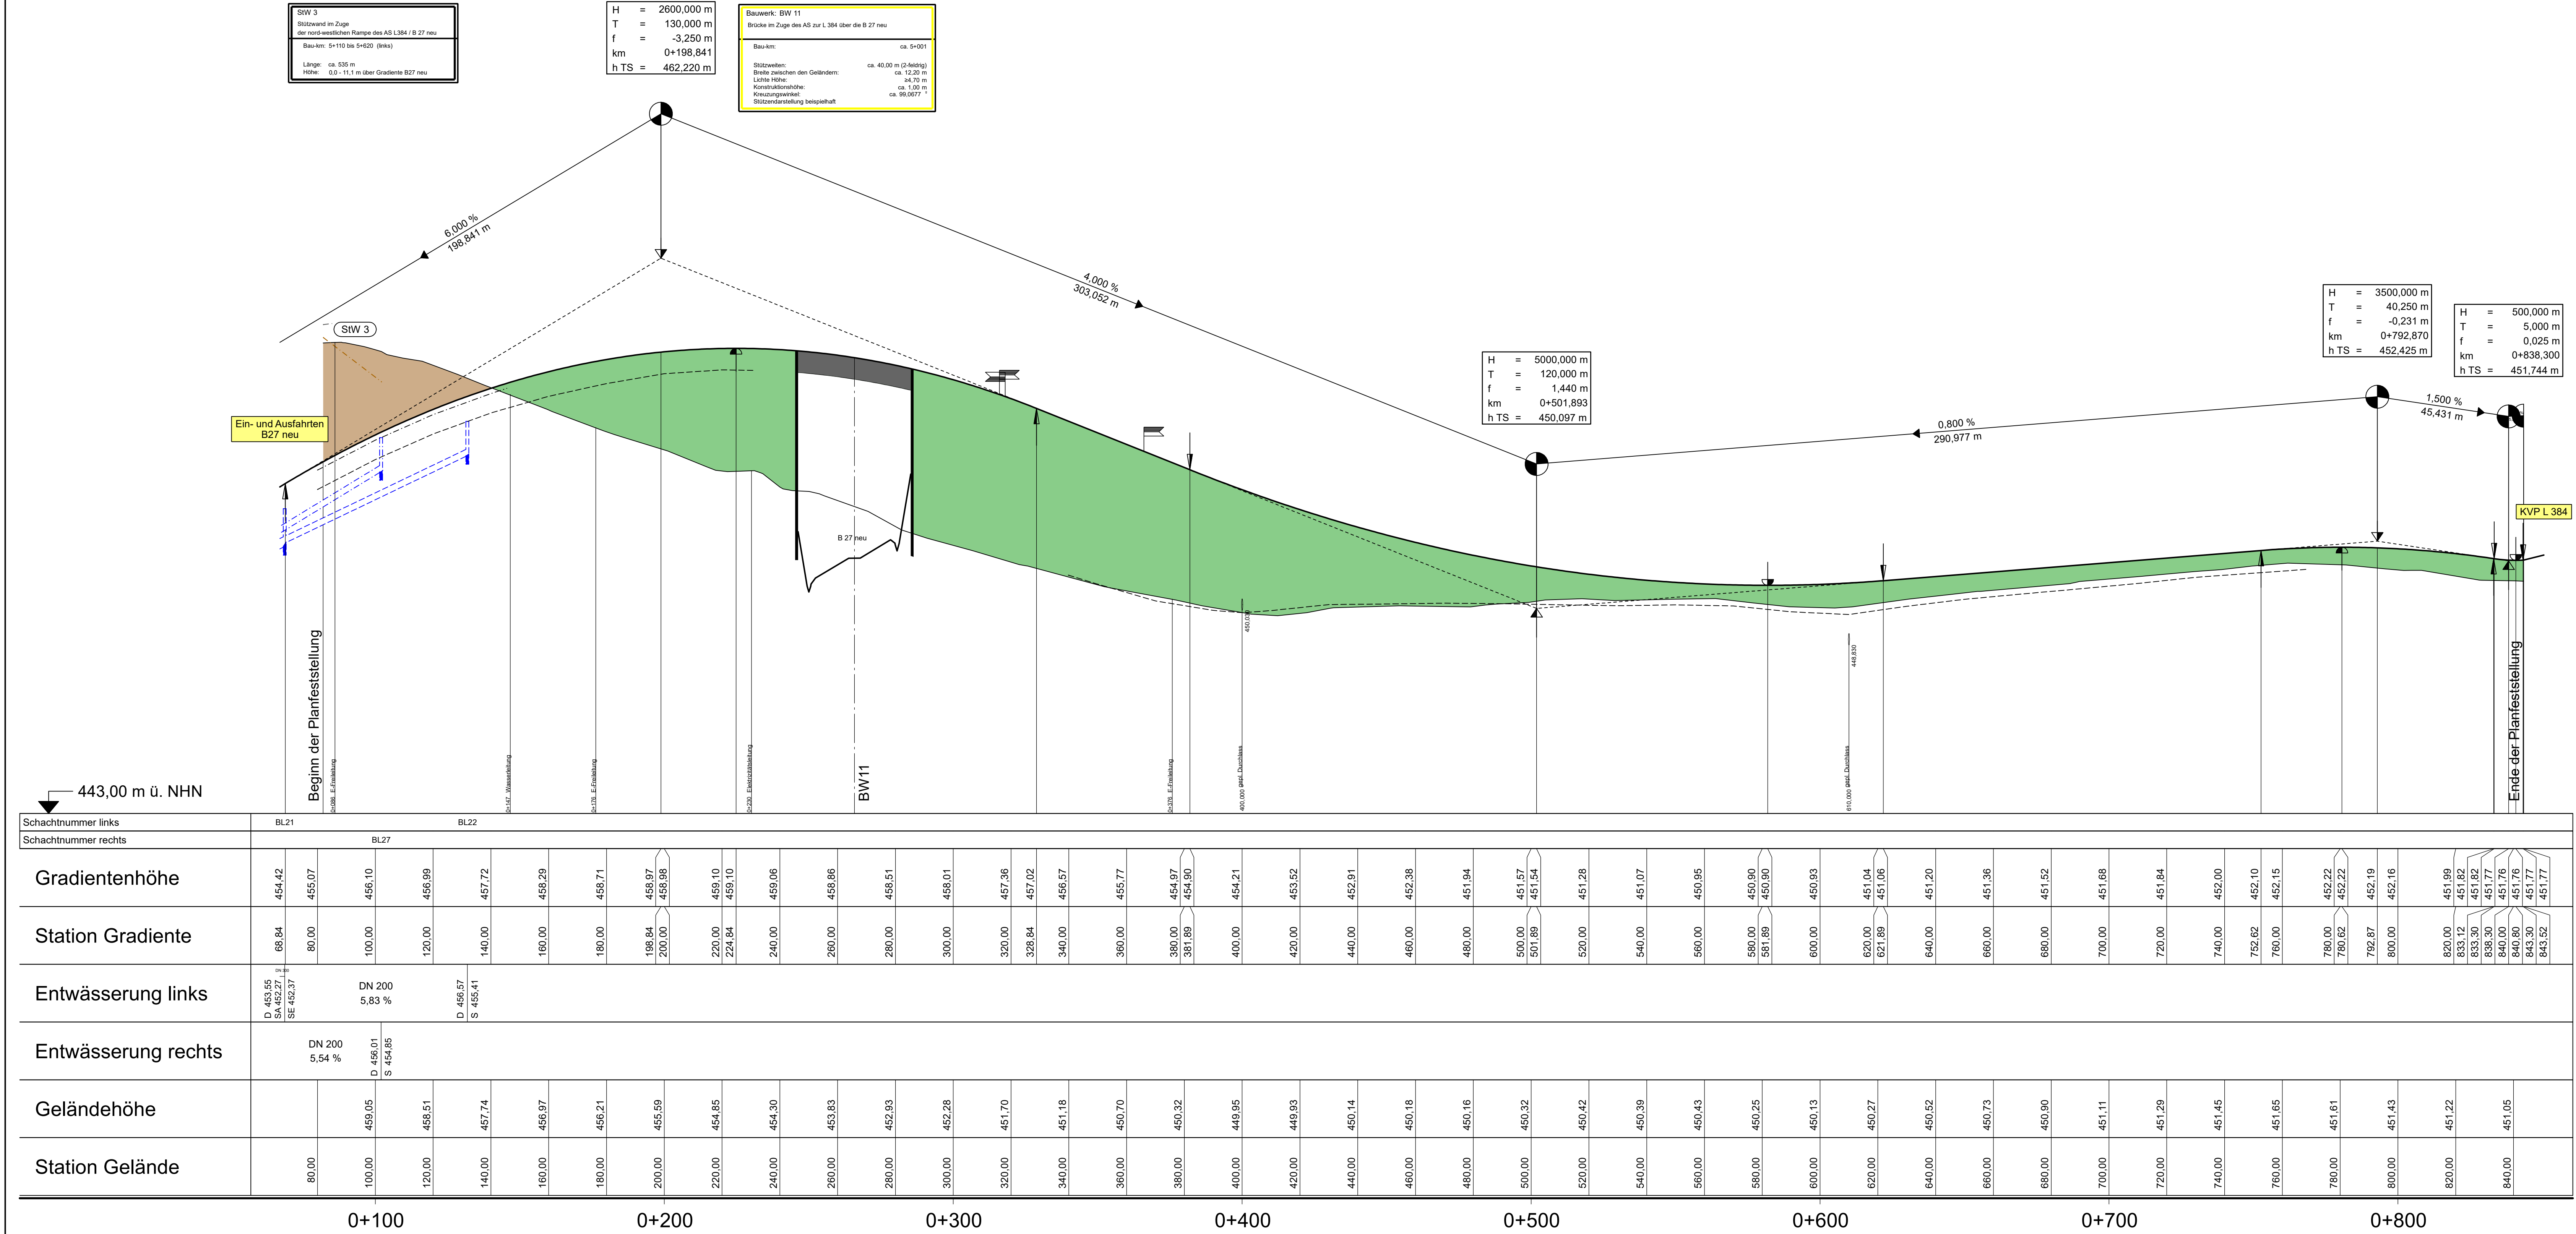 StW 3
Stützwand im Zuge
der nord-westlichen Rampe des AS L384 / B 27 neu
Bau-km: 5+110 bis 5+620 (links)
Länge: ca. 535 m
Höhe: 0,0 - 11,1 m über Gradiente B27 neu
H = 2600,000 m
T = 130,000 m
f = -3,250 m
km 0+198,841
h TS = 462,220 m
Bauwerk: BW 11
Brücke im Zuge des AS zur L 384 über die B 27 neu
Bau-km: ca. 5+001
Stützweiten: ca. 40,00 m (2-feldrig)
Breite zwischen den Geländern: ca. 12,20 m
Lichte Höhe: ≥4,70 m
Konstruktionshöhe: ca. 1,00 m
Kreuzungswinkel: ca. 99,0677 °
Stützendarstellung beispielhaft
6,000 %
198,841 m
4,000 %
303,052 m
H = 5000,000 m
T = 120,000 m
f = 1,440 m
km 0+501,893
h TS = 450,097 m
0,800 %
290,977 m
H = 3500,000 m
T = 40,250 m
f = -0,231 m
km 0+792,870
h TS = 452,425 m
1,500 %
45,431 m
H = 500,000 m
T = 5,000 m
f = 0,025 m
km 0+838,300
h TS = 451,744 m
StW 3
Ein- und Ausfahrten
B27 neu
B 27 neu
KVP L 384
450,03
448,830
Beginn der Planfeststellung
0+086 E-Freileitung
0+147 Wasserleitung
0+176 E-Freileitung
0+230 Elektrizitätsleitung
BW11
0+376 E-Freileitung
400,000 gepl. Durchlass
610,000 gepl. Durchlass
Ende der Planfeststellung
443,00 m ü. NHN
Schachtnummer links BL21 BL22
Schachtnummer rechts BL27
Gradientenhöhe 454,42 455,07 456,10 456,99 457,72 458,29 458,71 458,97 458,98 459,10 459,10 459,06 458,86 458,51 458,01 457,36 457,02 456,57 455,77 454,97 454,90 454,21 453,52 452,91 452,38 451,94 451,57 451,54 451,28 451,07 450,95 450,90 450,90 450,93 451,04 451,06 451,20 451,36 451,52 451,68 451,84 452,00 452,10 452,15 452,22 452,22 452,19 452,16 451,99 451,82 451,82 451,77 451,76 451,76 451,77 451,77
Station Gradiente 68,84 80,00 100,00 120,00 140,00 160,00 180,00 198,84 200,00 220,00 224,84 240,00 260,00 280,00 300,00 320,00 328,84 340,00 360,00 380,00 381,89 400,00 420,00 440,00 460,00 480,00 500,00 501,89 520,00 540,00 560,00 580,00 581,89 600,00 620,00 621,89 640,00 660,00 680,00 700,00 720,00 740,00 752,62 760,00 780,00 780,62 792,87 800,00 820,00 833,12 833,30 838,30 840,00 840,80 843,30 843,52
Entwässerung links D 453,55 SA 452,27 SE 452,37 DN 200 5,83 % D 456,57 S 455,41
Entwässerung rechts DN 200 5,54 % D 456,01 S 454,85
Geländehöhe 459,05 458,51 457,74 456,97 456,21 455,59 454,85 454,30 453,83 452,93 452,28 451,70 451,18 450,70 450,32 449,95 449,93 450,14 450,18 450,16 450,32 450,42 450,39 450,43 450,25 450,13 450,27 450,52 450,73 450,90 451,11 451,29 451,45 451,65 451,61 451,43 451,22 451,05
Station Gelände 80,00 100,00 120,00 140,00 160,00 180,00 200,00 220,00 240,00 260,00 280,00 300,00 320,00 340,00 360,00 380,00 400,00 420,00 440,00 460,00 480,00 500,00 520,00 540,00 560,00 580,00 600,00 620,00 640,00 660,00 680,00 700,00 720,00 740,00 760,00 780,00 800,00 820,00 840,00
0+100 0+200 0+300 0+400 0+500 0+600 0+700 0+800